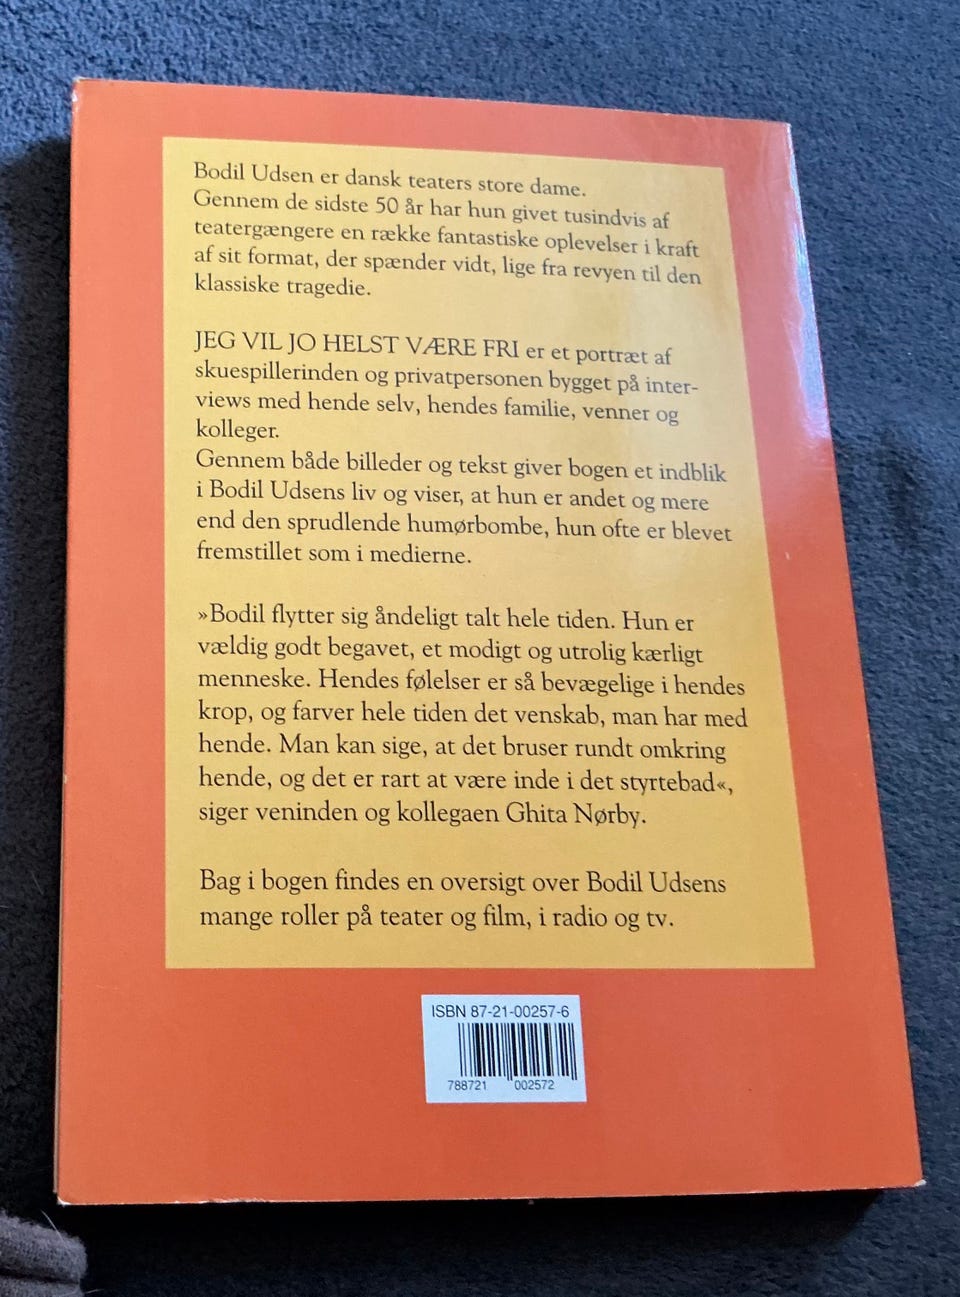 Bodil Udsen er dansk teaters store dame.
Gennem de sidste 50 år har hun givet tusindvis af
teatergængere en række fantastiske oplevelser i kraft
af sit format, der spænder vidt, lige fra revyen til den
klassiske tragedie.
JEG VIL JO HELST VÆRE FRI er et portræt af
skuespillerinden og privatpersonen bygget på inter-
views med hende selv, hendes familie, venner og
kolleger.
Gennem både billeder og tekst giver bogen et indblik
i Bodil Udsens liv og viser, at hun er andet og mere
end den sprudlende humørbombe, hun ofte er blevet
fremstillet som i medierne.
»Bodil flytter sig åndeligt talt hele tiden. Hun er
vældig godt begavet, et modigt og utrolig kærligt
menneske. Hendes følelser er så bevægelige i hendes
krop, og farver hele tiden det venskab, man har med
hende. Man kan sige, at det bruser rundt omkring
hende, og det er rart at være inde i det styrtebad«,
siger veninden og kollegaen Ghita Nørby.
Bag i bogen findes en oversigt over Bodil Udsens
mange roller på teater og film, i radio og tv.
ISBN 87-21-00257-6
788721 002572